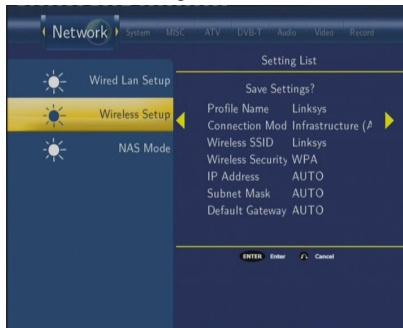 Network System MISC ATV DVB-T Audio Video Record
Setting List
Wired Lan Setup
Wireless Setup
NAS Mode
Save Settings?
Profile Name Linksys
Connection Mod Infrastructure (A
Wireless SSID Linksys
Wireless Security WPA
IP Address AUTO
Subnet Mask AUTO
Default Gateway AUTO
ENTER Enter Cancel